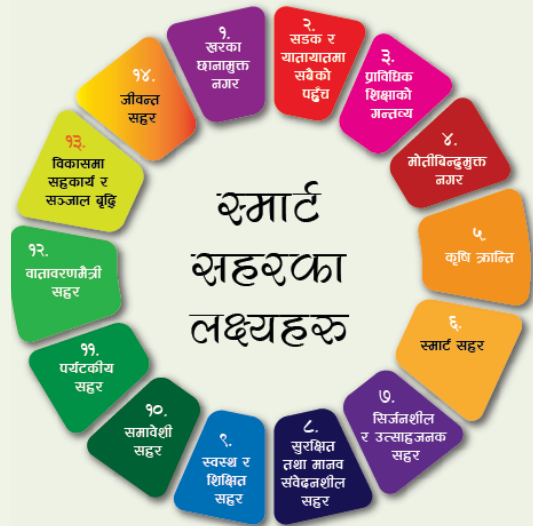 स्मार्ट
सहरका
लक्ष्यहरु
१.
खरका
छानामुक्त
नगर
२.
सडक र
यातायातमा
सबैको
पहुँच
३.
प्राविधिक
शिक्षाको
मन्तव्य
४.
मोतीबिन्दुमुक्त
नगर
५.
कृषि क्रान्ति
६.
स्मार्ट सहर
७.
सिर्जनशील
र उत्साहजनक
सहर
८.
सुरक्षित
तथा मानव
संवेदनशील
सहर
९.
स्वस्थ र
शिक्षित
सहर
१०.
समावेशी
सहर
११.
पर्यटकीय
सहर
१२.
वातावरणमैत्री
सहर
१३.
विकासमा
सहकार्य र
सञ्जाल बृद्धि
१४.
जीवन्त
सहर